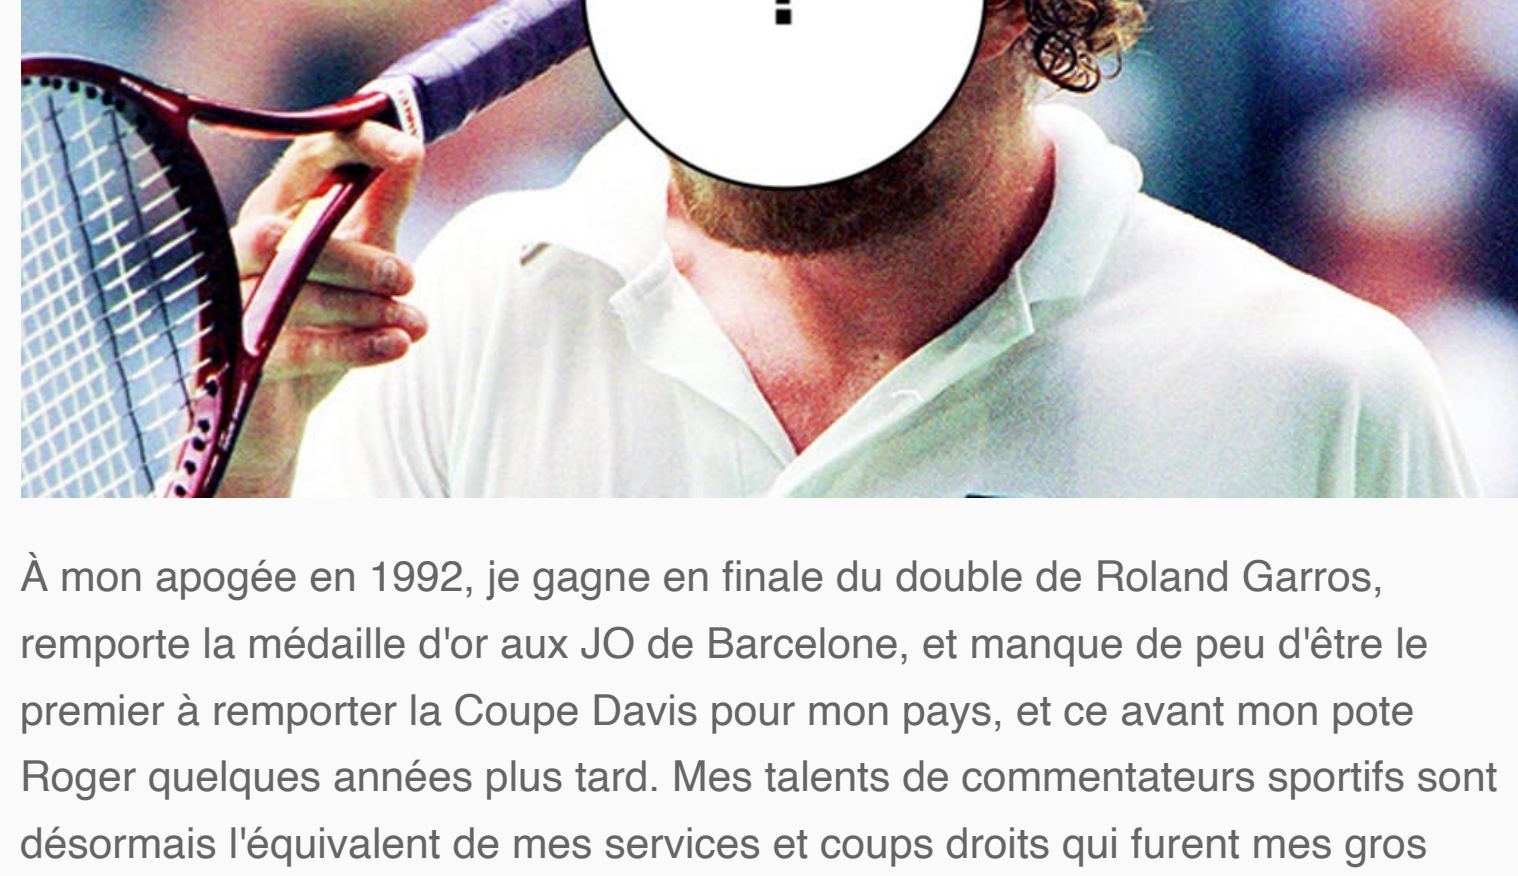 À mon apogée en 1992, je gagne en finale du double de Roland Garros,
remporte la médaille d'or aux JO de Barcelone, et manque de peu d'être le
premier à remporter la Coupe Davis pour mon pays, et ce avant mon pote
Roger quelques années plus tard. Mes talents de commentateurs sportifs sont
désormais l'équivalent de mes services et coups droits qui furent mes gros